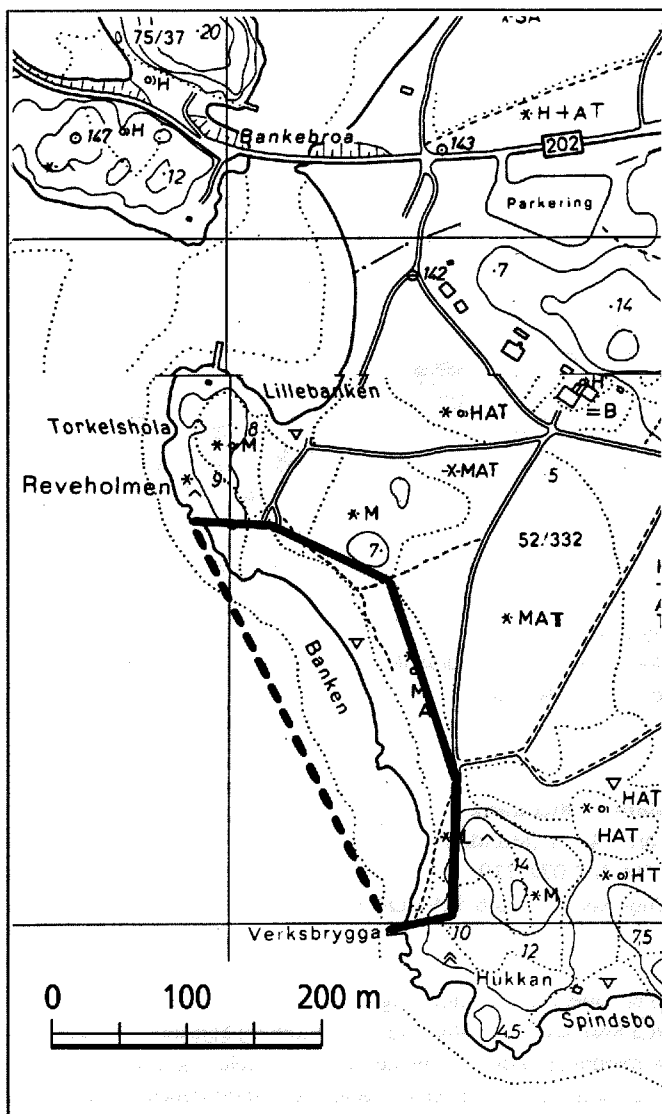 75/37
20
H
147
H
12
Bankebroa
143
H+AT
202
Parkering
142
7
14
Lillebanken
H
B
Torkelshola
8
M
HAT
Reveholmen
9
MAT
5
M
7
52/332
MAT
Banken
M
A
HAT
HAT
L
14
M
HT
Verksbrygga
10
12
7.5
Hukkan
0 100 200 m
4.5
Spindsbo